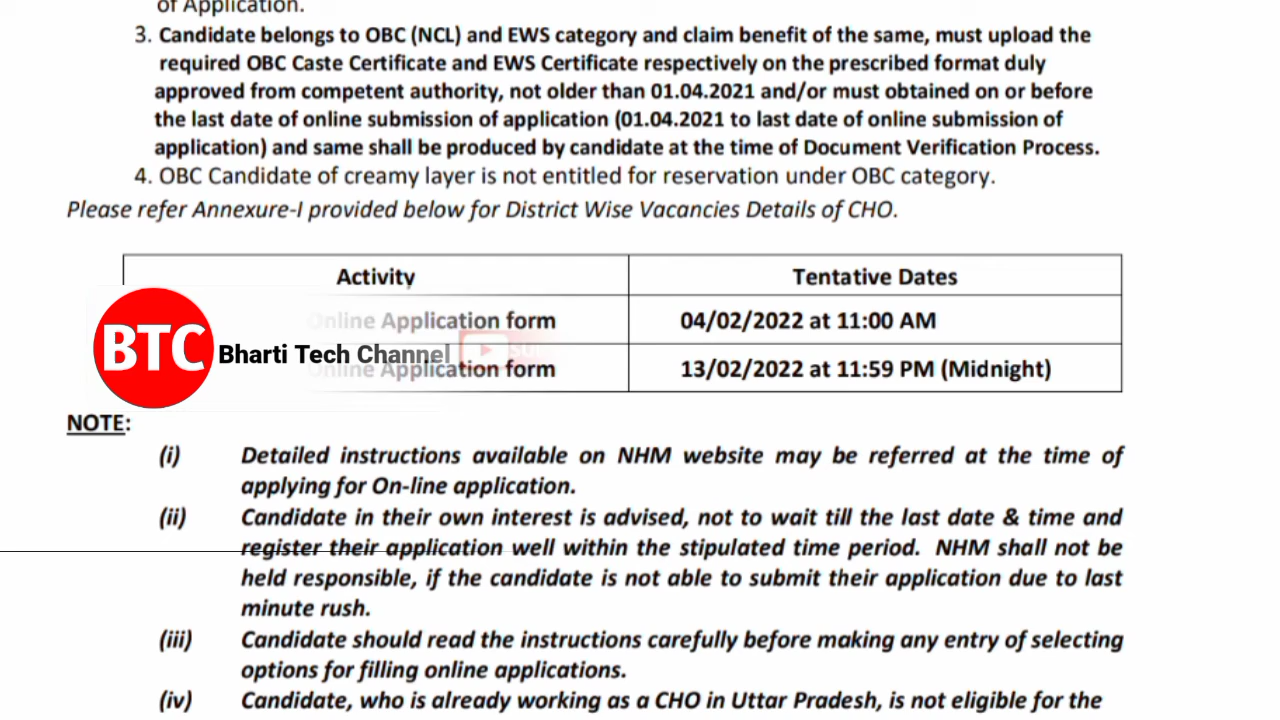 of Application.
3. Candidate belongs to OBC (NCL) and EWS category and claim benefit of the same, must upload the
required OBC Caste Certificate and EWS Certificate respectively on the prescribed format duly
approved from competent authority, not older than 01.04.2021 and/or must obtained on or before
the last date of online submission of application (01.04.2021 to last date of online submission of
application) and same shall be produced by candidate at the time of Document Verification Process.
4. OBC Candidate of creamy layer is not entitled for reservation under OBC category.
Please refer Annexure-I provided below for District Wise Vacancies Details of CHO.
Activity Tentative Dates
Online Application form 04/02/2022 at 11:00 AM
BTC Bharti Tech Channel
Online Application form 13/02/2022 at 11:59 PM (Midnight)
NOTE:
(i) Detailed instructions available on NHM website may be referred at the time of
applying for On-line application.
(ii) Candidate in their own interest is advised, not to wait till the last date & time and
register their application well within the stipulated time period. NHM shall not be
held responsible, if the candidate is not able to submit their application due to last
minute rush.
(iii) Candidate should read the instructions carefully before making any entry of selecting
options for filling online applications.
(iv) Candidate, who is already working as a CHO in Uttar Pradesh, is not eligible for the